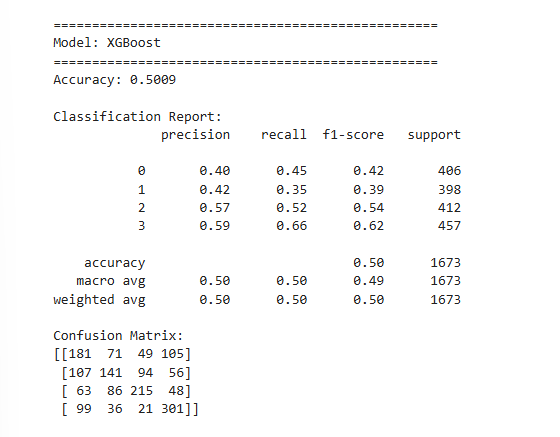 ==================================================
Model: XGBoost
==================================================
Accuracy: 0.5009
Classification Report:
precision recall f1-score support
0 0.40 0.45 0.42 406
1 0.42 0.35 0.39 398
2 0.57 0.52 0.54 412
3 0.59 0.66 0.62 457
accuracy 0.50 1673
macro avg 0.50 0.50 0.49 1673
weighted avg 0.50 0.50 0.50 1673
Confusion Matrix:
[[181 71 49 105]
[107 141 94 56]
[ 63 86 215 48]
[ 99 36 21 301]]